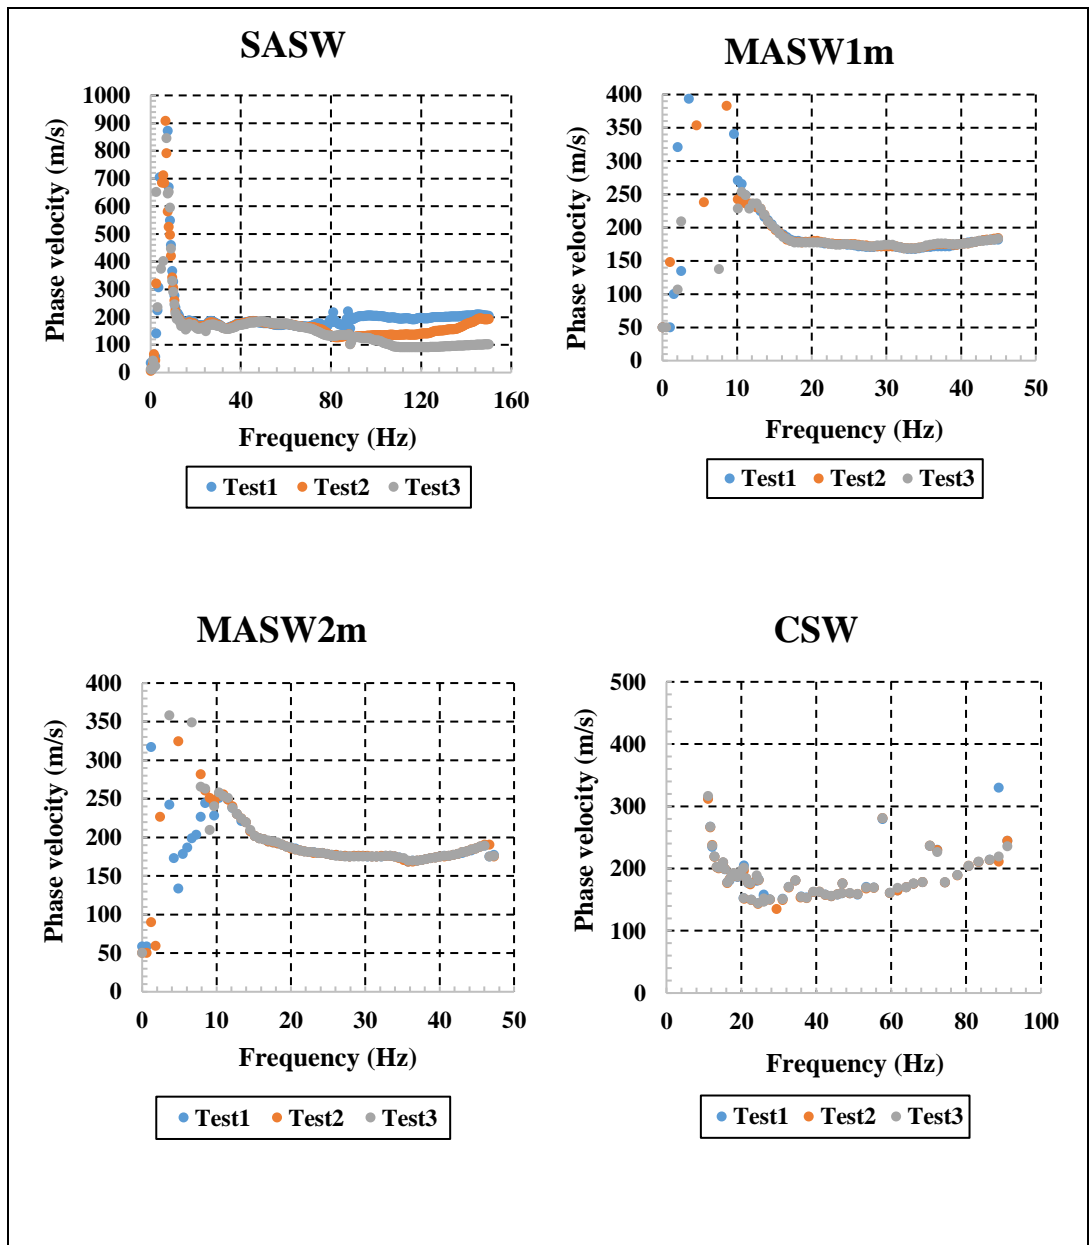 SASW
Phase velocity (m/s)
1000
900
800
700
600
500
400
300
200
100
0
0 40 80 120 160
Frequency (Hz)
Test1 Test2 Test3
MASW1m
Phase velocity (m/s)
400
350
300
250
200
150
100
50
0
0 10 20 30 40 50
Frequency (Hz)
Test1 Test2 Test3
MASW2m
Phase velocity (m/s)
400
350
300
250
200
150
100
50
0
0 10 20 30 40 50
Frequency (Hz)
Test1 Test2 Test3
CSW
Phase velocity (m/s)
500
400
300
200
100
0
0 20 40 60 80 100
Frequency (Hz)
Test1 Test2 Test3